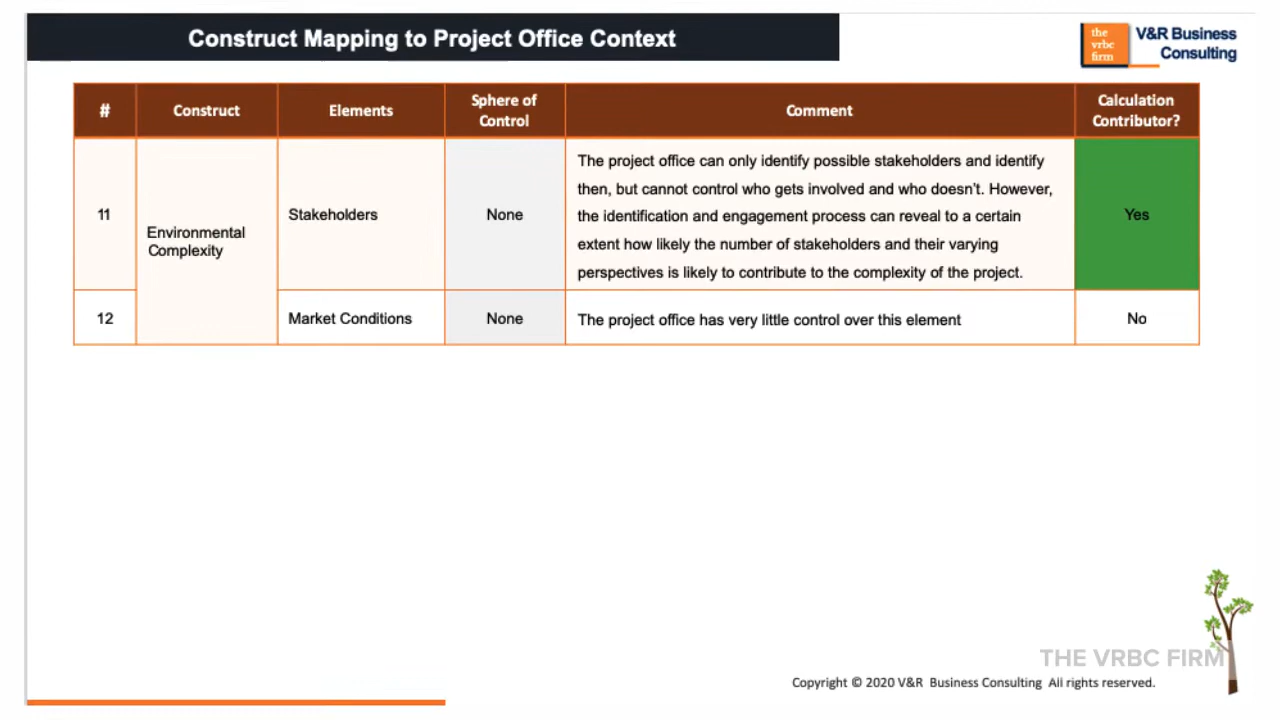 Construct Mapping to Project Office Context
the
vrbc
firm
V&R Business
Consulting
#
Construct
Elements
Sphere of
Control
Comment
Calculation
Contributor?
11
Environmental
Complexity
Stakeholders
None
The project office can only identify possible stakeholders and identify
then, but cannot control who gets involved and who doesn't. However,
the identification and engagement process can reveal to a certain
extent how likely the number of stakeholders and their varying
perspectives is likely to contribute to the complexity of the project.
Yes
12
Market Conditions
None
The project office has very little control over this element
No
THE VRBC FIRM
Copyright © 2020 V&R Business Consulting All rights reserved.